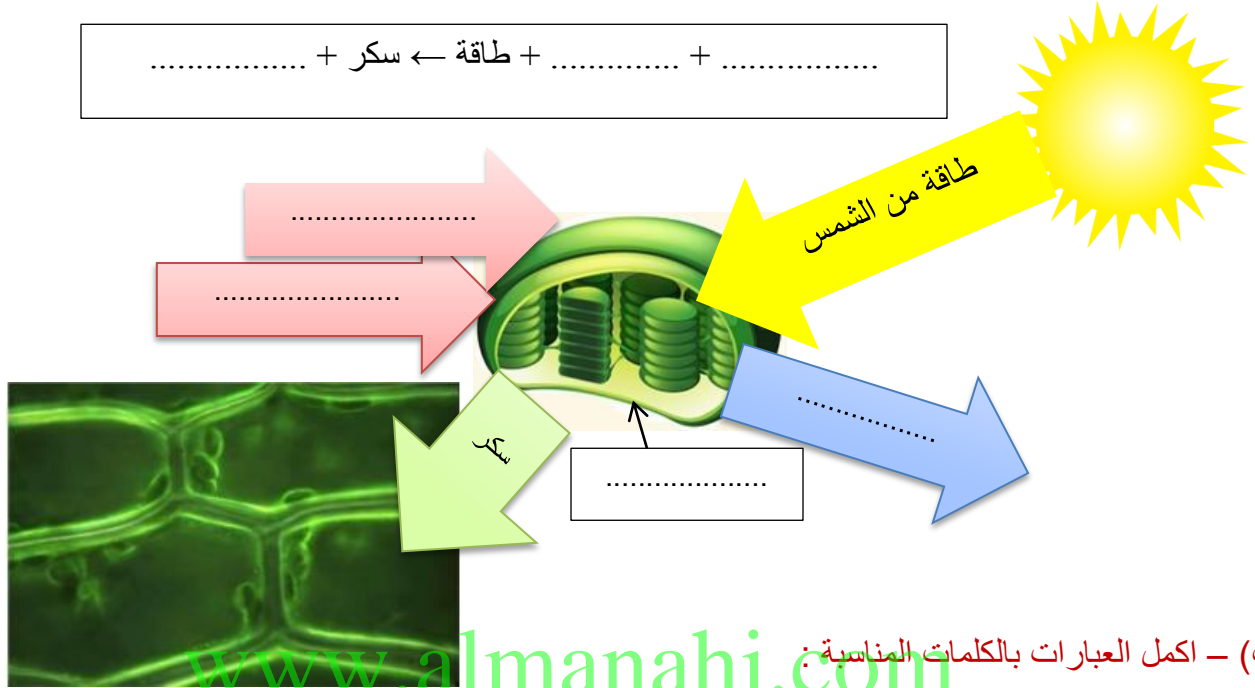 ................. + .............. + طاقة ← سكر + .................
طاقة من الشمس
.......................
.......................
سكر
.................
....................
) – اكمل العبارات بالكلمات المناسبة :
www.almanahi.com